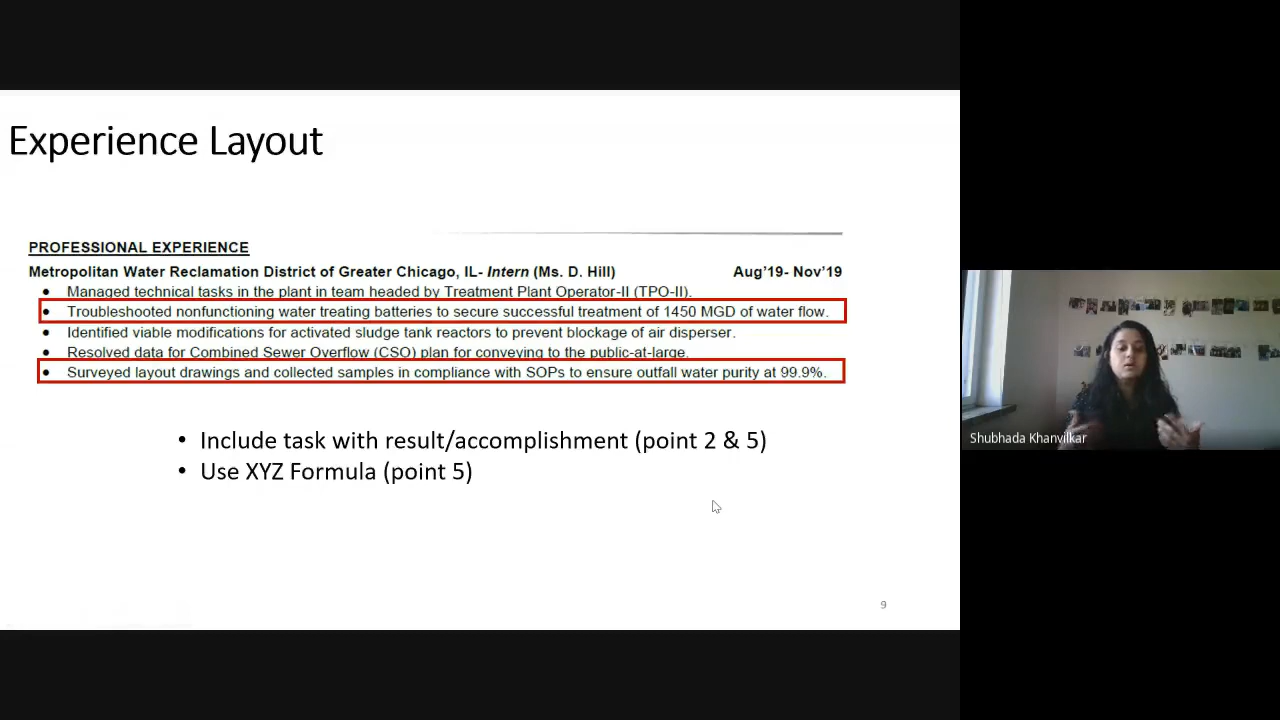 Experience Layout
PROFESSIONAL EXPERIENCE
Metropolitan Water Reclamation District of Greater Chicago, IL- Intern (Ms. D. Hill) Aug'19- Nov'19
● Managed technical tasks in the plant in team headed by Treatment Plant Operator-II (TPO-II).
● Troubleshooted nonfunctioning water treating batteries to secure successful treatment of 1450 MGD of water flow.
● Identified viable modifications for activated sludge tank reactors to prevent blockage of air disperser.
● Resolved data for Combined Sewer Overflow (CSO) plan for conveying to the public-at-large.
● Surveyed layout drawings and collected samples in compliance with SOPs to ensure outfall water purity at 99.9%.
• Include task with result/accomplishment (point 2 & 5)
• Use XYZ Formula (point 5)
Shubhada Khanvilkar
9